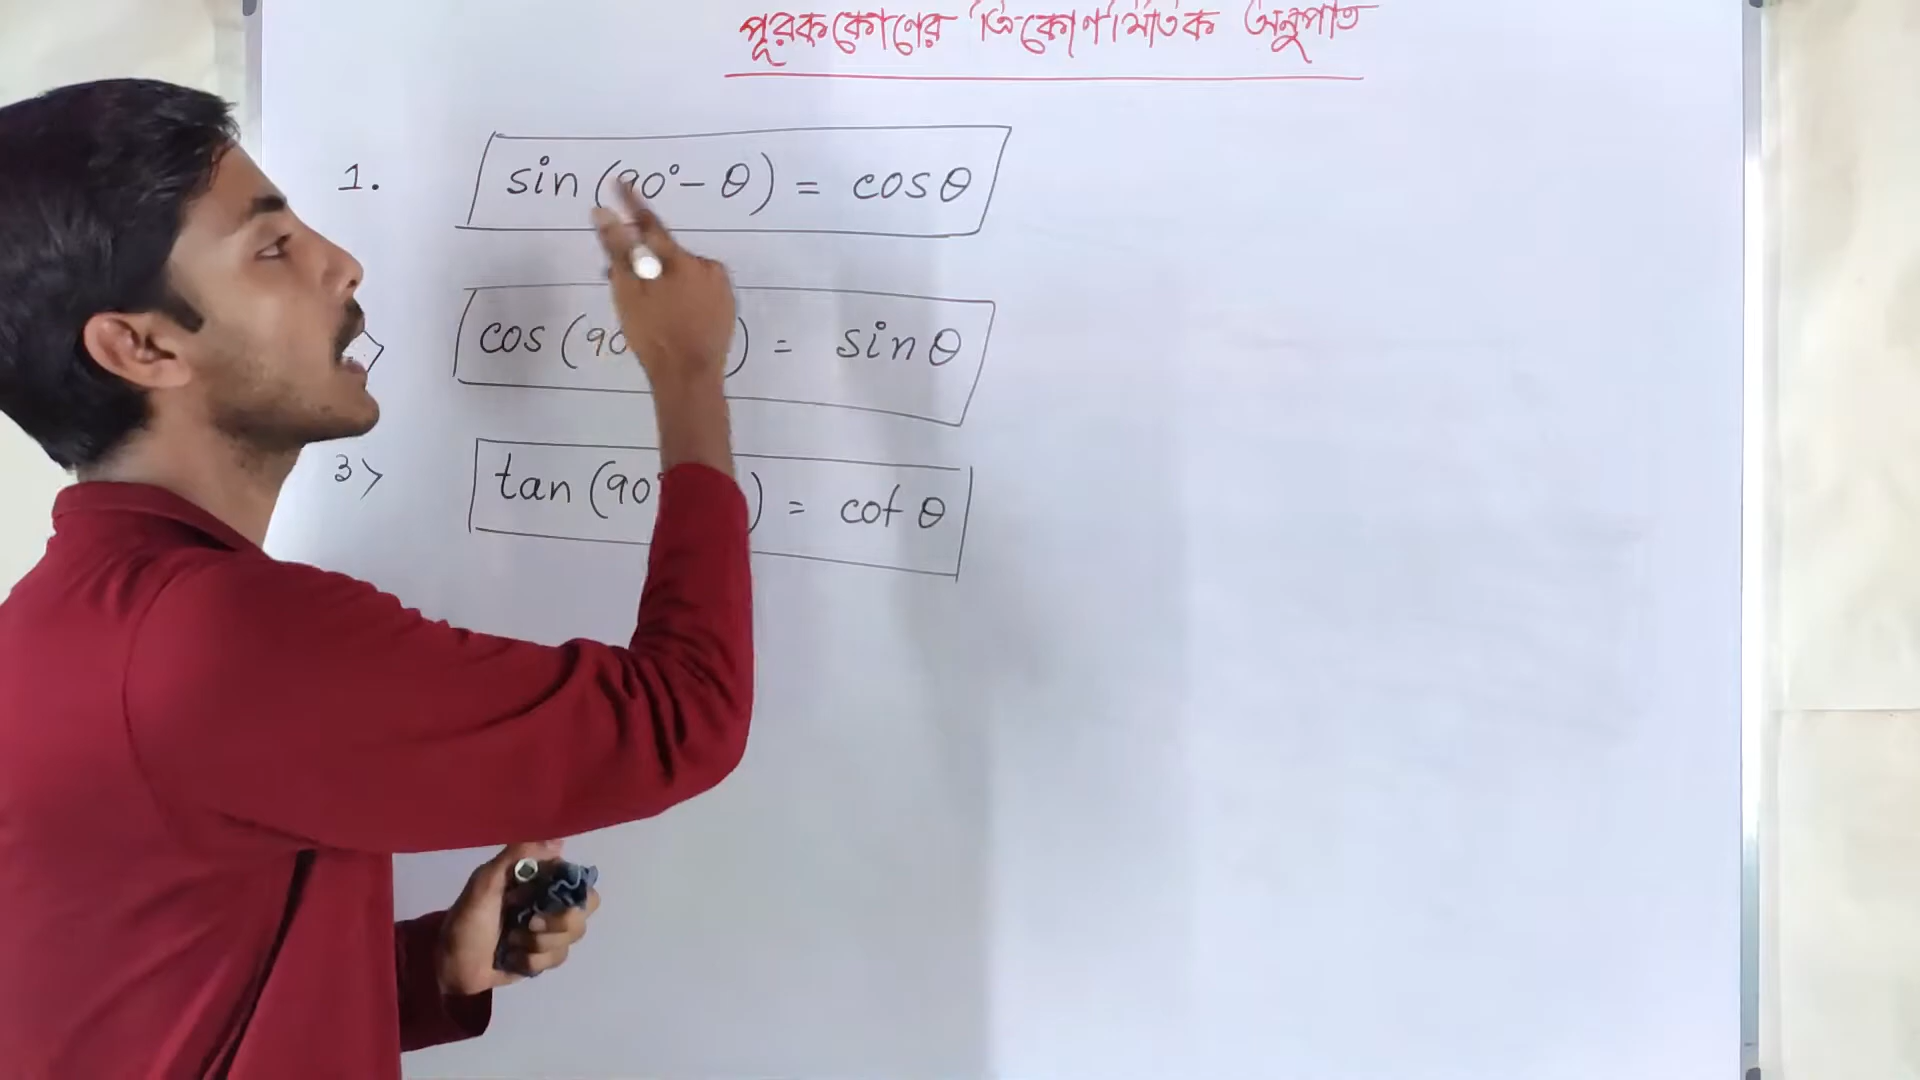 পূরককোণের ত্রিকোণমিতিক অনুপাত
1. sin (90° - θ) = cos θ
cos (90 ) = sin θ
3> tan (90° ) = cot θ